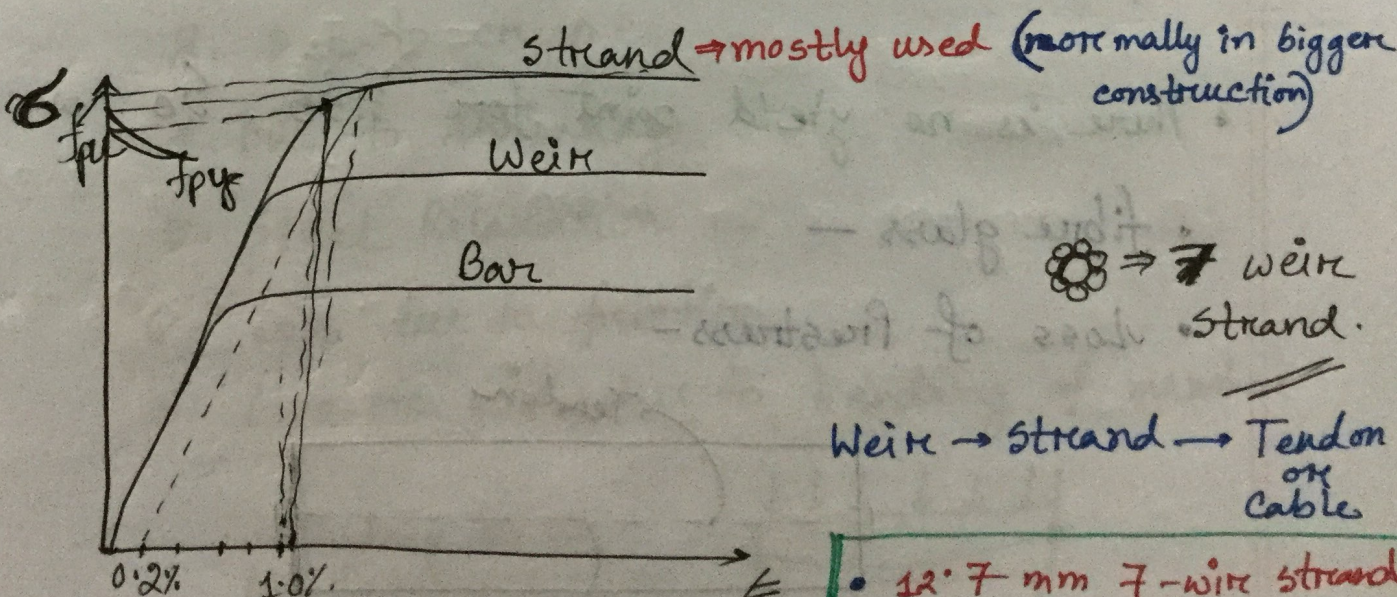 Strand → mostly used (normally in bigger
construction)
σ
fpu
fpy
Weir
Bar
⇒ 7 weir
strand.
Weir → Strand → Tendon
or
Cable
0.2% 1.0%
• 12.7 mm 7-wire strand